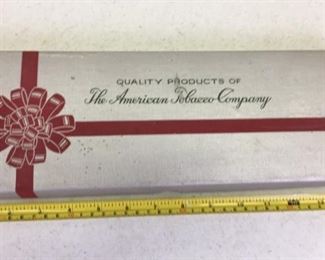 QUALITY PRODUCTS OF
The American Tobacco Company